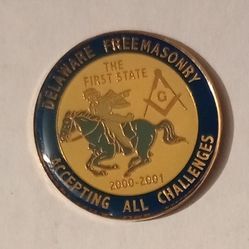 DELAWARE FREEMASONRY
THE
FIRST STATE
G
2000-2001
ACCEPTING ALL CHALLENGES